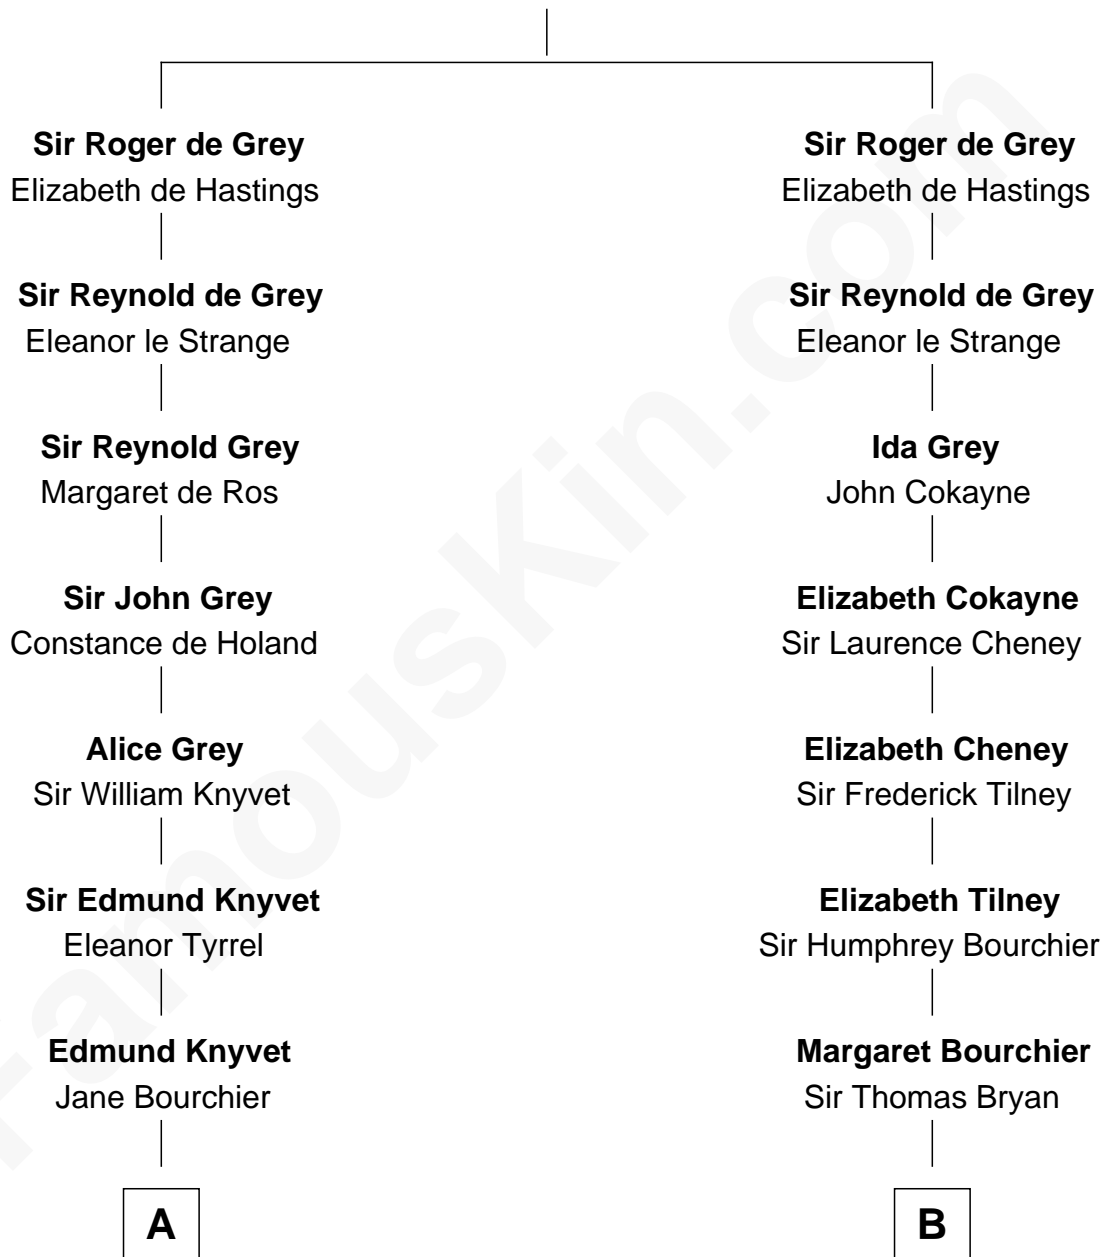 Sir Roger de Grey
Elizabeth de Hastings
Sir Reynold de Grey
Eleanor le Strange
Sir Reynold Grey
Margaret de Ros
Sir John Grey
Constance de Holand
Alice Grey
Sir William Knyvet
Sir Edmund Knyvet
Eleanor Tyrrel
Edmund Knyvet
Jane Bourchier
A
Sir Roger de Grey
Elizabeth de Hastings
Sir Reynold de Grey
Eleanor le Strange
Ida Grey
John Cokayne
Elizabeth Cokayne
Sir Laurence Cheney
Elizabeth Cheney
Sir Frederick Tilney
Elizabeth Tilney
Sir Humphrey Bourchier
Margaret Bourchier
Sir Thomas Bryan
B
FamousKin.com